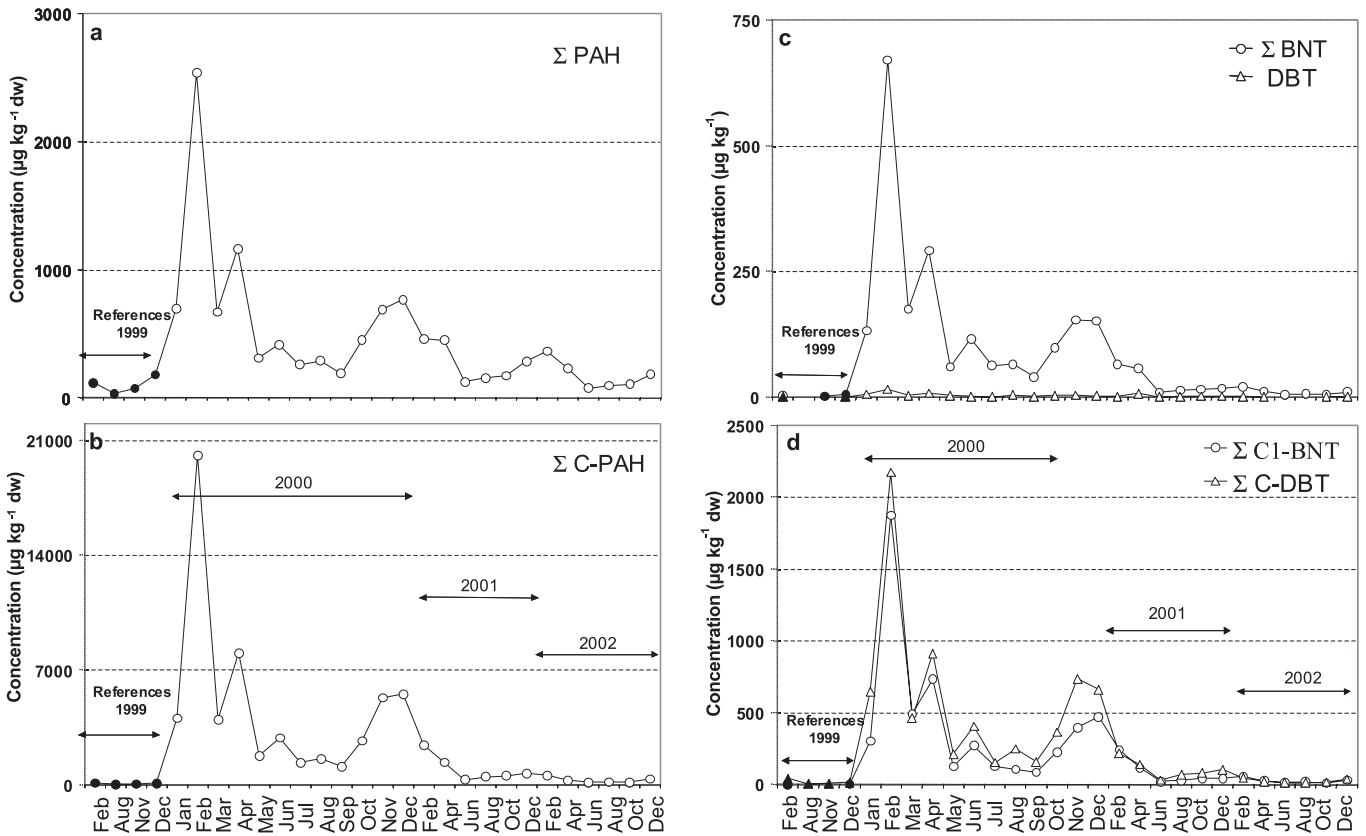 a
Σ PAH
Concentration (µg kg⁻¹ dw)
3000
2000
1000
0
References
1999
c
Σ BNT
DBT
Concentration (µg kg⁻¹)
750
500
250
0
References
1999
b
Σ C-PAH
Concentration (µg kg⁻¹ dw)
21000
14000
7000
0
2000
2001
2002
References
1999
Feb Aug Nov Dec Jan Feb Mar Apr May Jun Jul Aug Sep Oct Nov Dec Feb Apr Jun Aug Oct Dec Feb Apr Jun Aug Oct Dec
d
Σ C1-BNT
Σ C-DBT
Concentration (µg kg⁻¹ dw)
2500
2000
1500
1000
500
0
2000
2001
2002
References
1999
Feb Aug Nov Dec Jan Feb Mar Apr May Jun Jul Aug Sep Oct Nov Dec Feb Apr Jun Aug Oct Dec Feb Apr Jun Aug Oct Dec